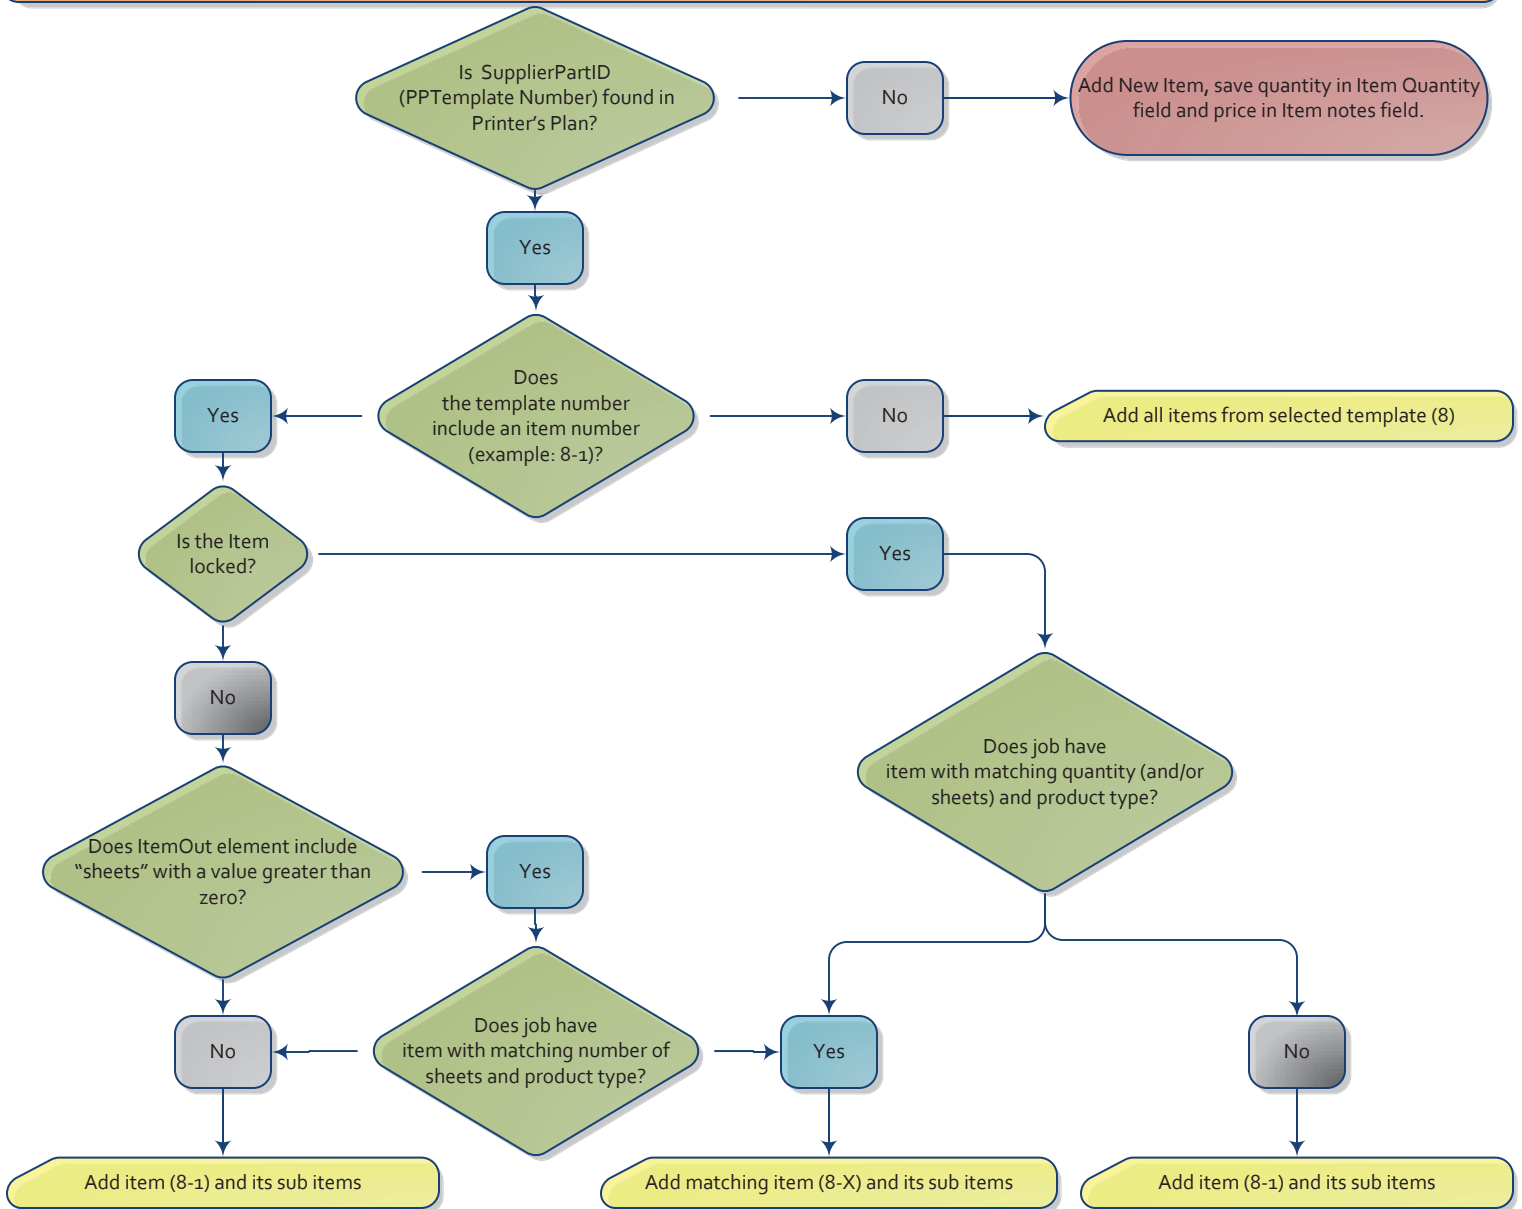 Is SupplierPartID
(PPTemplate Number) found in
Printer’s Plan?
No
Add New Item, save quantity in Item Quantity
field and price in Item notes field.
Yes
Does
the template number
include an item number
(example: 8-1)?
Yes
No
Add all items from selected template (8)
Is the Item
locked?
Yes
No
Does job have
item with matching quantity (and/or
sheets) and product type?
Does ItemOut element include
“sheets” with a value greater than
zero?
Yes
Does job have
item with matching number of
sheets and product type?
No
Yes
No
Add item (8-1) and its sub items
Add matching item (8-X) and its sub items
Add item (8-1) and its sub items